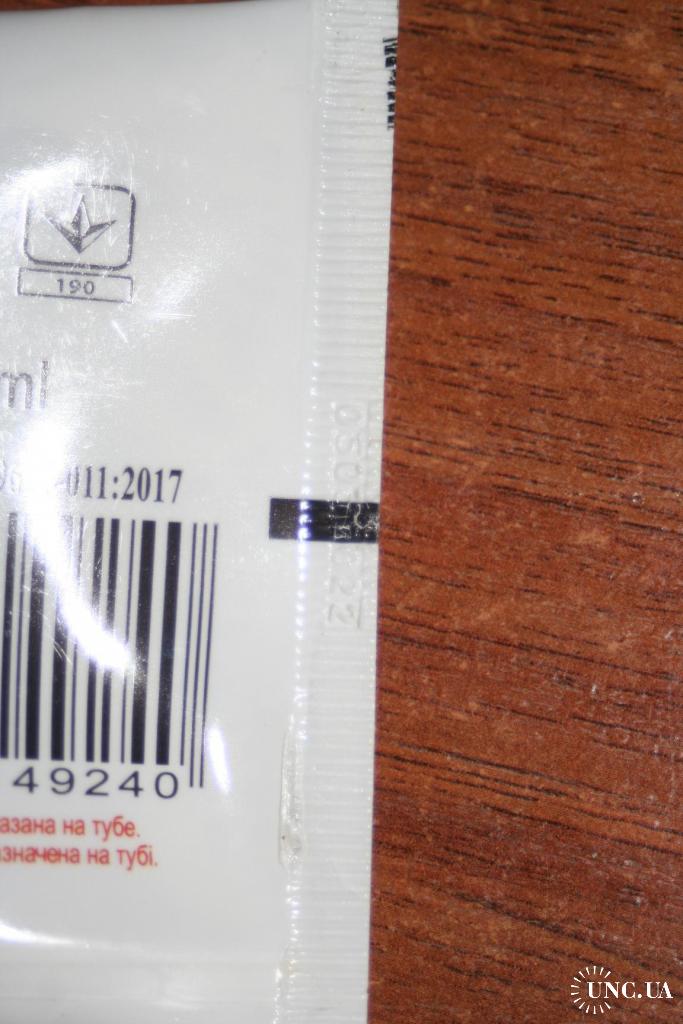 190
ml
011:2017
49240
азана на тубе.
значена на тубі.
UNC.UA